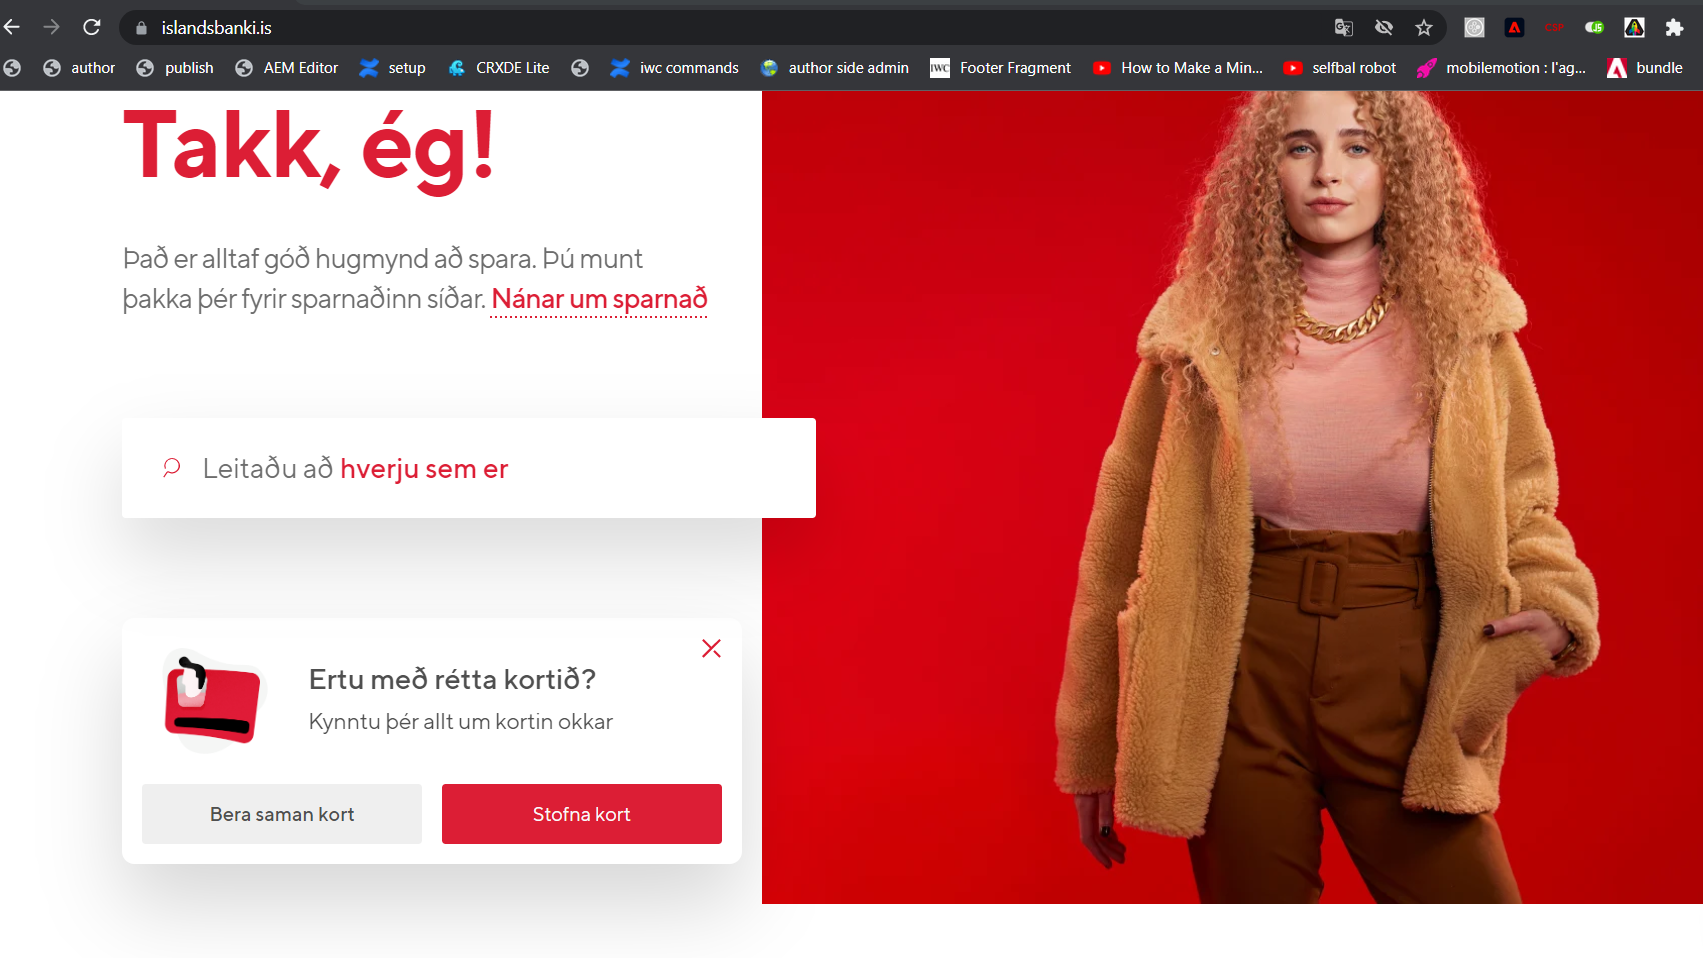 islandsbanki.is
CSP
JS
author
publish
AEM Editor
setup
CRXDE Lite
iwc commands
author side admin
IWC
Footer Fragment
How to Make a Min...
selfbal robot
mobilemotion : l'ag...
bundle
Takk, ég!
Það er alltaf góð hugmynd að spara. Þú munt
þakka þér fyrir sparnaðinn síðar. Nánar um sparnað
Leitaðu að hverju sem er
Ertu með rétta kortið?
Kynntu þér allt um kortin okkar
Bera saman kort
Stofna kort